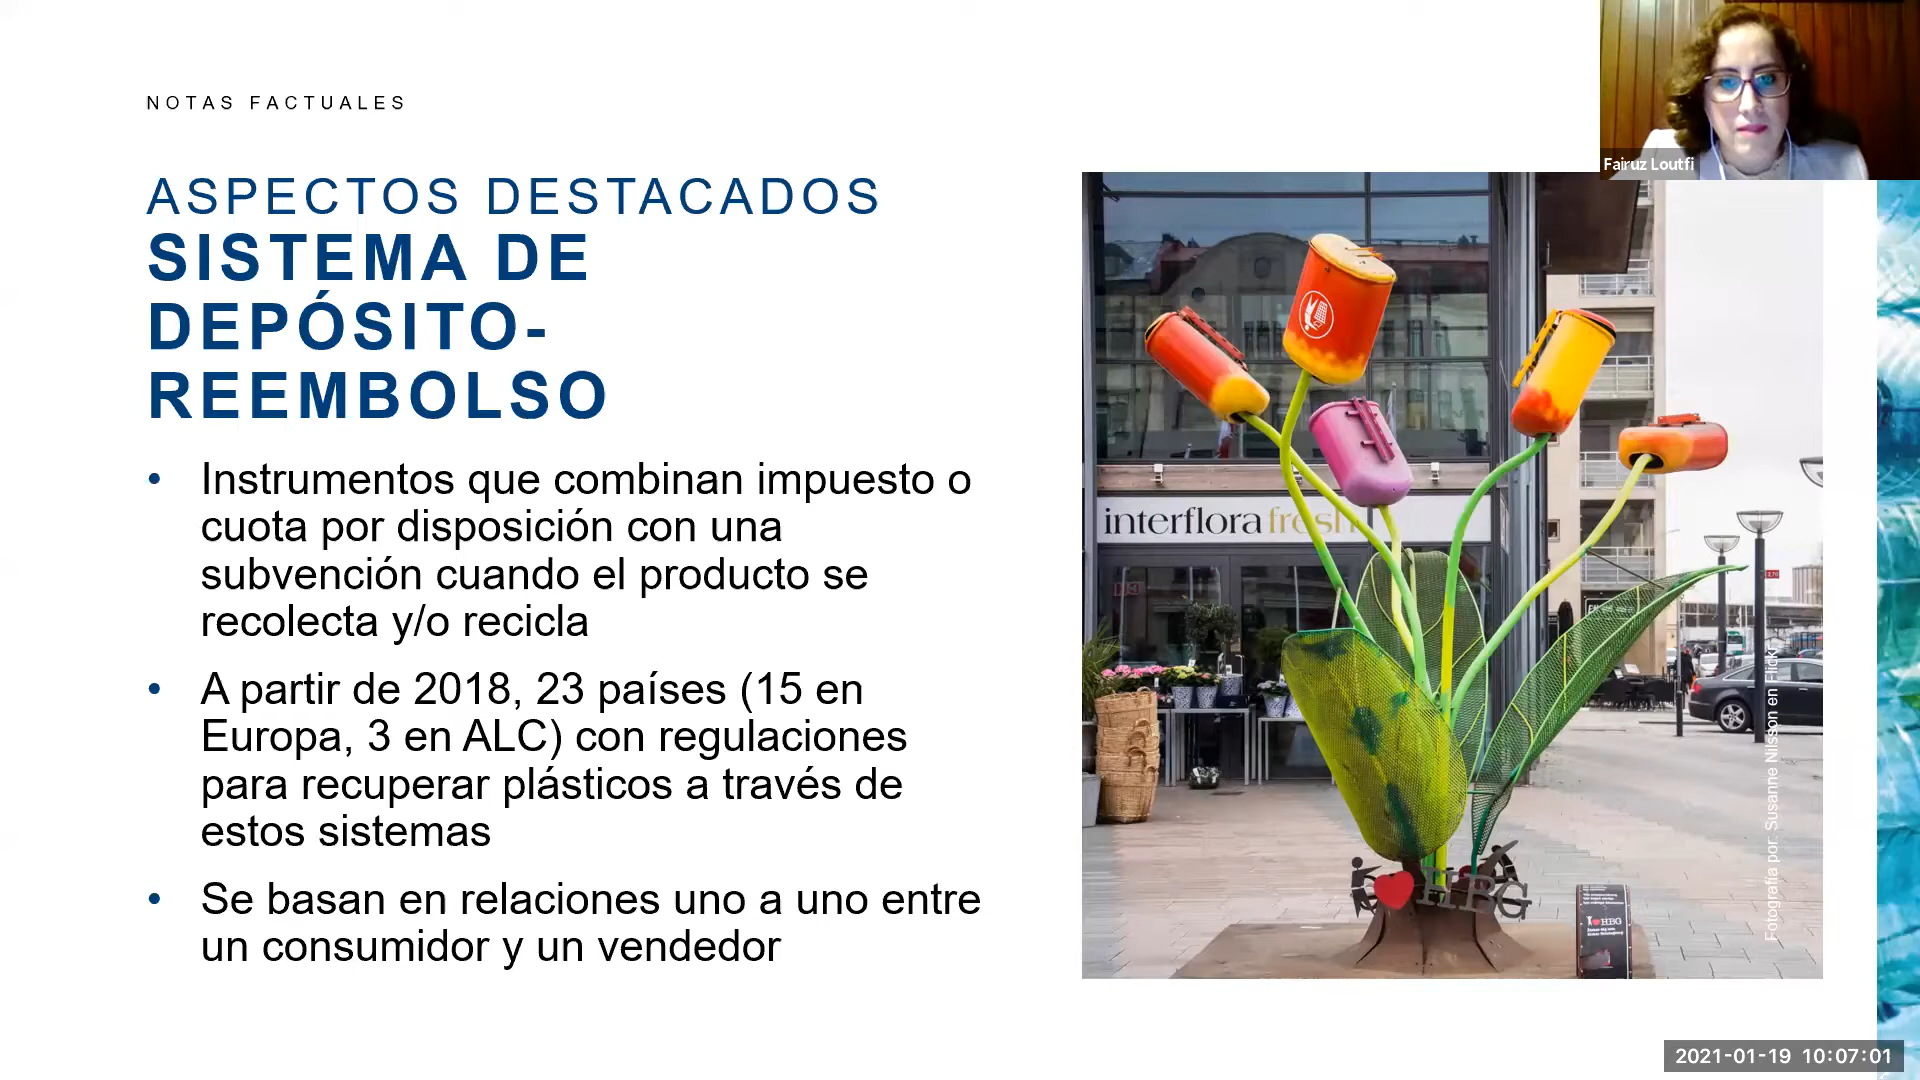 NOTAS FACTUALES
ASPECTOS DESTACADOS
SISTEMA DE
DEPÓSITO-
REEMBOLSO
• Instrumentos que combinan impuesto o
cuota por disposición con una
subvención cuando el producto se
recolecta y/o recicla
• A partir de 2018, 23 países (15 en
Europa, 3 en ALC) con regulaciones
para recuperar plásticos a través de
estos sistemas
• Se basan en relaciones uno a uno entre
un consumidor y un vendedor
Fairuz Loutfi
interflora fresh
HBG
I ❤ HBG
Fotografía por: Susanne Nilsson en Flickr
2021-01-19 10:07:01